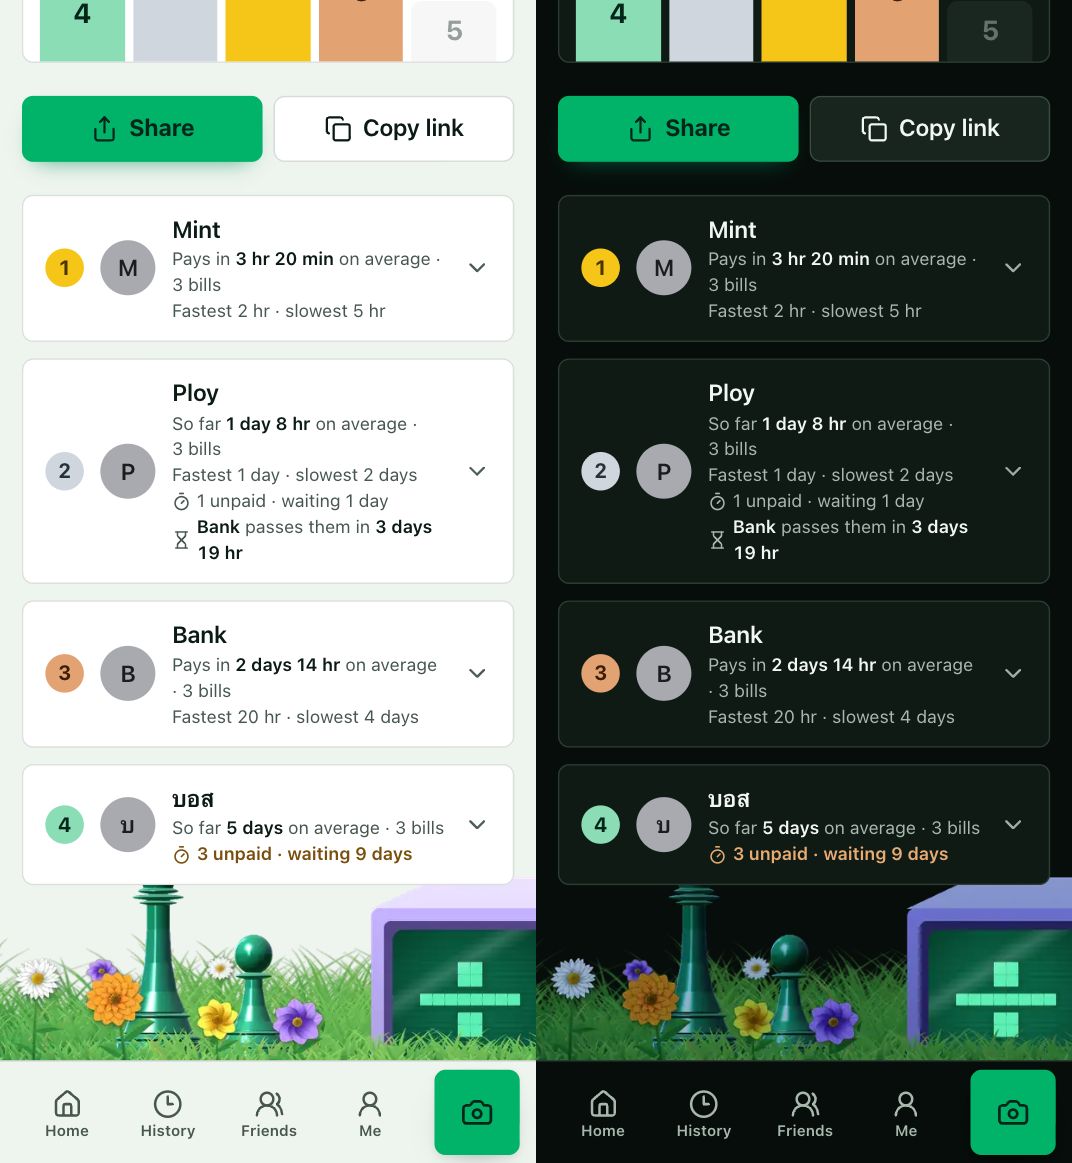 4
5
Share
Copy link
1
M
Mint
Pays in 3 hr 20 min on average ·
3 bills
Fastest 2 hr · slowest 5 hr
2
P
Ploy
So far 1 day 8 hr on average ·
3 bills
Fastest 1 day · slowest 2 days
1 unpaid · waiting 1 day
Bank passes them in 3 days
19 hr
3
B
Bank
Pays in 2 days 14 hr on average
· 3 bills
Fastest 20 hr · slowest 4 days
4
บ
บอส
So far 5 days on average · 3 bills
3 unpaid · waiting 9 days
Home
History
Friends
Me
4
5
Share
Copy link
1
M
Mint
Pays in 3 hr 20 min on average ·
3 bills
Fastest 2 hr · slowest 5 hr
2
P
Ploy
So far 1 day 8 hr on average ·
3 bills
Fastest 1 day · slowest 2 days
1 unpaid · waiting 1 day
Bank passes them in 3 days
19 hr
3
B
Bank
Pays in 2 days 14 hr on average
· 3 bills
Fastest 20 hr · slowest 4 days
4
บ
บอส
So far 5 days on average · 3 bills
3 unpaid · waiting 9 days
Home
History
Friends
Me